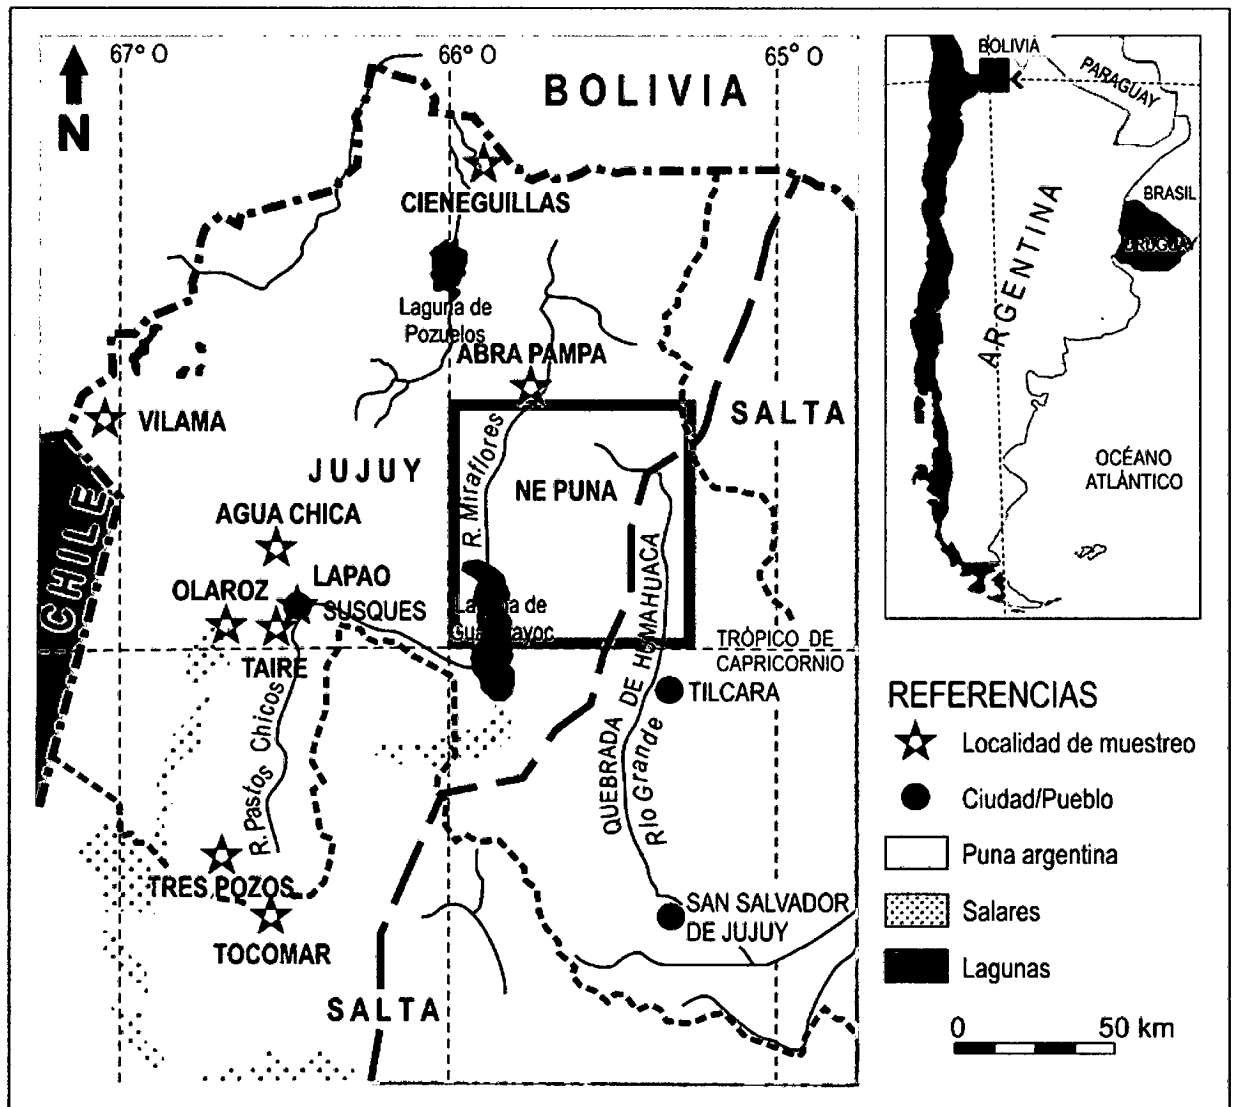 67° O
66° O
65° O
N
BOLIVIA
CIENEGUILLAS
Laguna de
Pozuelos
ABRA PAMPA
VILAMA
SALTA
JUJUY
R. Miraflores
NE PUNA
CHILE
AGUA CHICA
OLAROZ
LAPAO
SUSQUES
TAIRE
Laguna de
Guayatayoc
QUEBRADA DE HUMAHUACA
Río Grande
TRÓPICO DE
CAPRICORNIO
TILCARA
R. Pastos Chicos
TRES POZOS
TOCOMAR
SAN SALVADOR
DE JUJUY
SALTA
BOLIVIA
PARAGUAY
BRASIL
URUGUAY
ARGENTINA
OCÉANO
ATLÁNTICO
REFERENCIAS
Localidad de muestreo
Ciudad/Pueblo
Puna argentina
Salares
Lagunas
0 50 km